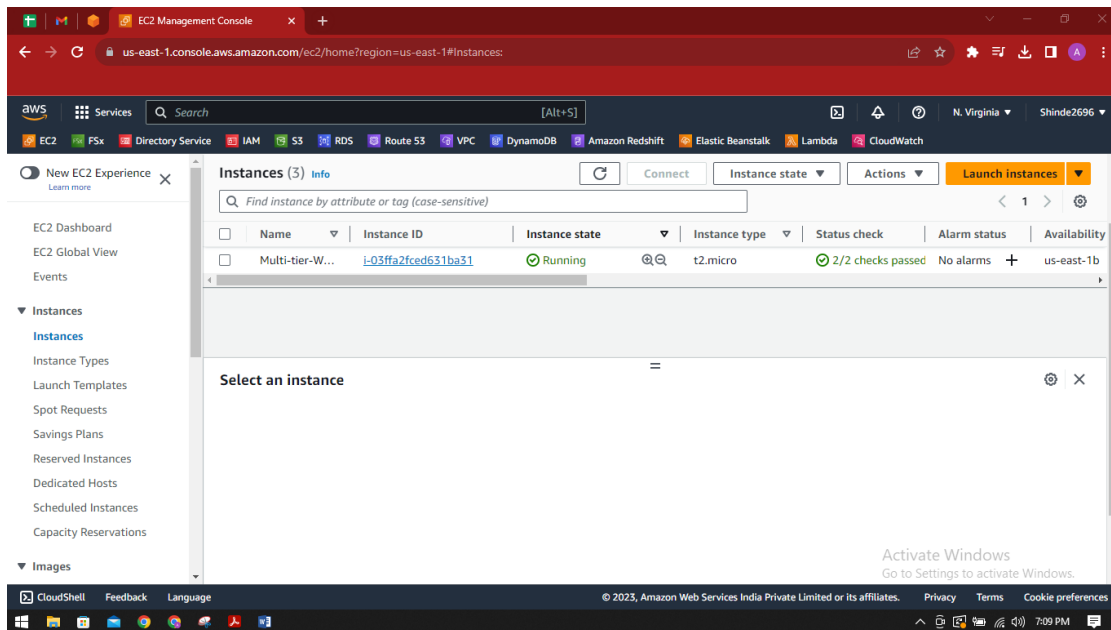 EC2 Management Console
us-east-1.console.aws.amazon.com/ec2/home?region=us-east-1#Instances:
A
aws Services Search [Alt+S] N. Virginia ▼ Shinde2696 ▼
EC2 FSx Directory Service IAM S3 RDS Route 53 VPC DynamoDB Amazon Redshift Elastic Beanstalk Lambda CloudWatch
New EC2 Experience
Learn more
EC2 Dashboard
EC2 Global View
Events
▼ Instances
Instances
Instance Types
Launch Templates
Spot Requests
Savings Plans
Reserved Instances
Dedicated Hosts
Scheduled Instances
Capacity Reservations
▼ Images
Instances (3) Info Connect Instance state ▼ Actions ▼ Launch instances ▼
Find instance by attribute or tag (case-sensitive) < 1 >
Name Instance ID Instance state Instance type Status check Alarm status Availability
Multi-tier-W... i-03ffa2fced631ba31 Running t2.micro 2/2 checks passed No alarms + us-east-1b
Select an instance
Activate Windows
Go to Settings to activate Windows.
CloudShell Feedback Language © 2023, Amazon Web Services India Private Limited or its affiliates. Privacy Terms Cookie preferences
7:09 PM